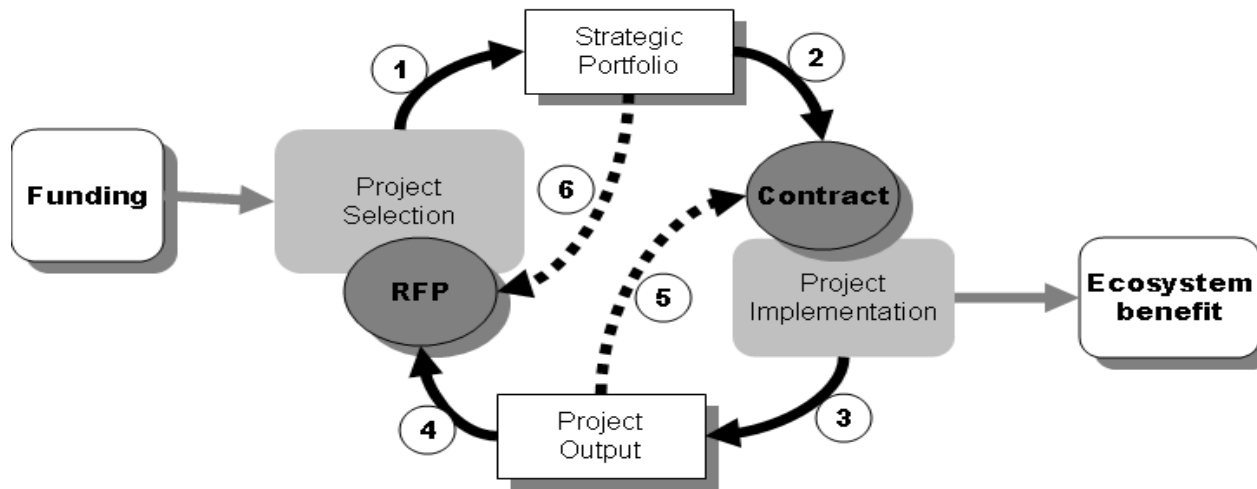 Strategic
Portfolio
1
2
Funding
Project
Selection
6
Contract
RFP
5
Project
Implementation
Ecosystem
benefit
4
Project
Output
3